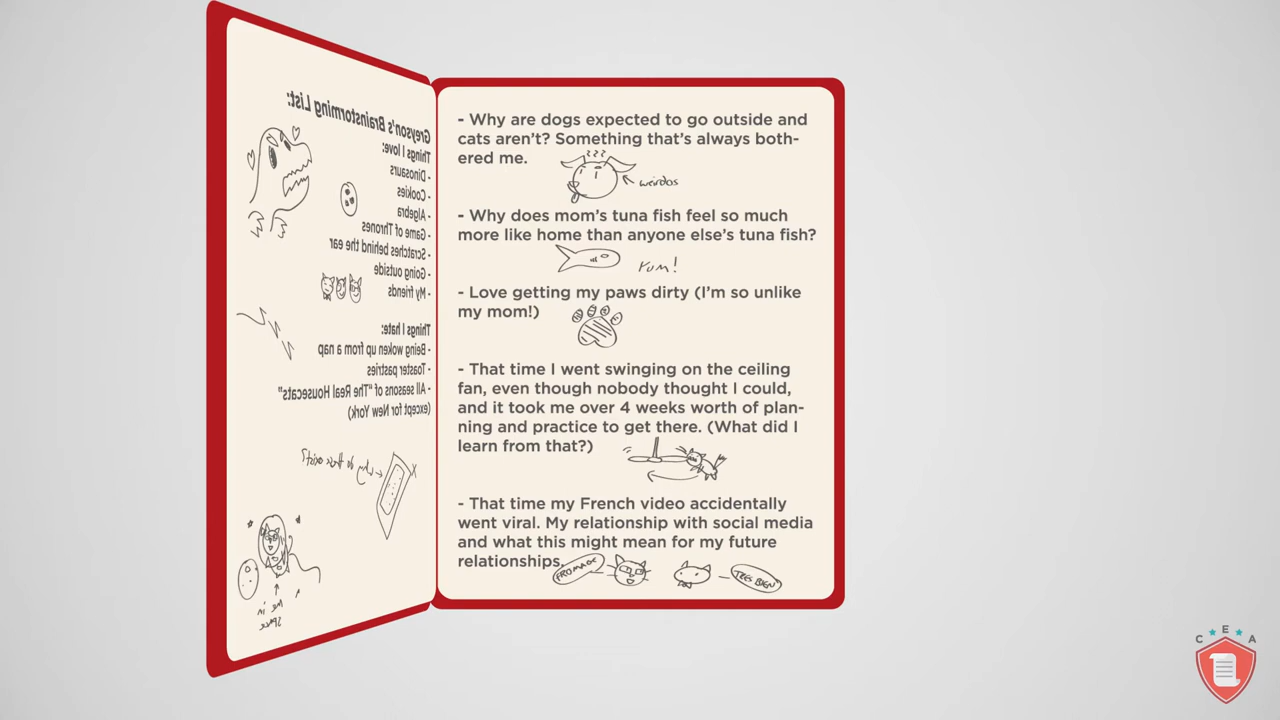 Greyson's Brainstorming List:
Things I love:
- Dinosaurs
- Cookies
- Algebra
- Game of Thrones
- Scratches behind the ear
- Going outside
- My friends
Things I hate:
- Being woken up from a nap
- Toaster pastries
- All seasons of "The Real Housecats"
(except for New York)
why do these exist?
me in
space
- Why are dogs expected to go outside and
cats aren't? Something that's always both-
ered me.
weirdos
- Why does mom's tuna fish feel so much
more like home than anyone else's tuna fish?
Yum!
- Love getting my paws dirty (I'm so unlike
my mom!)
- That time I went swinging on the ceiling
fan, even though nobody thought I could,
and it took me over 4 weeks worth of plan-
ning and practice to get there. (What did I
learn from that?)
- That time my French video accidentally
went viral. My relationship with social media
and what this might mean for my future
relationships.
FROMAGE
TRES BIEN
C E A